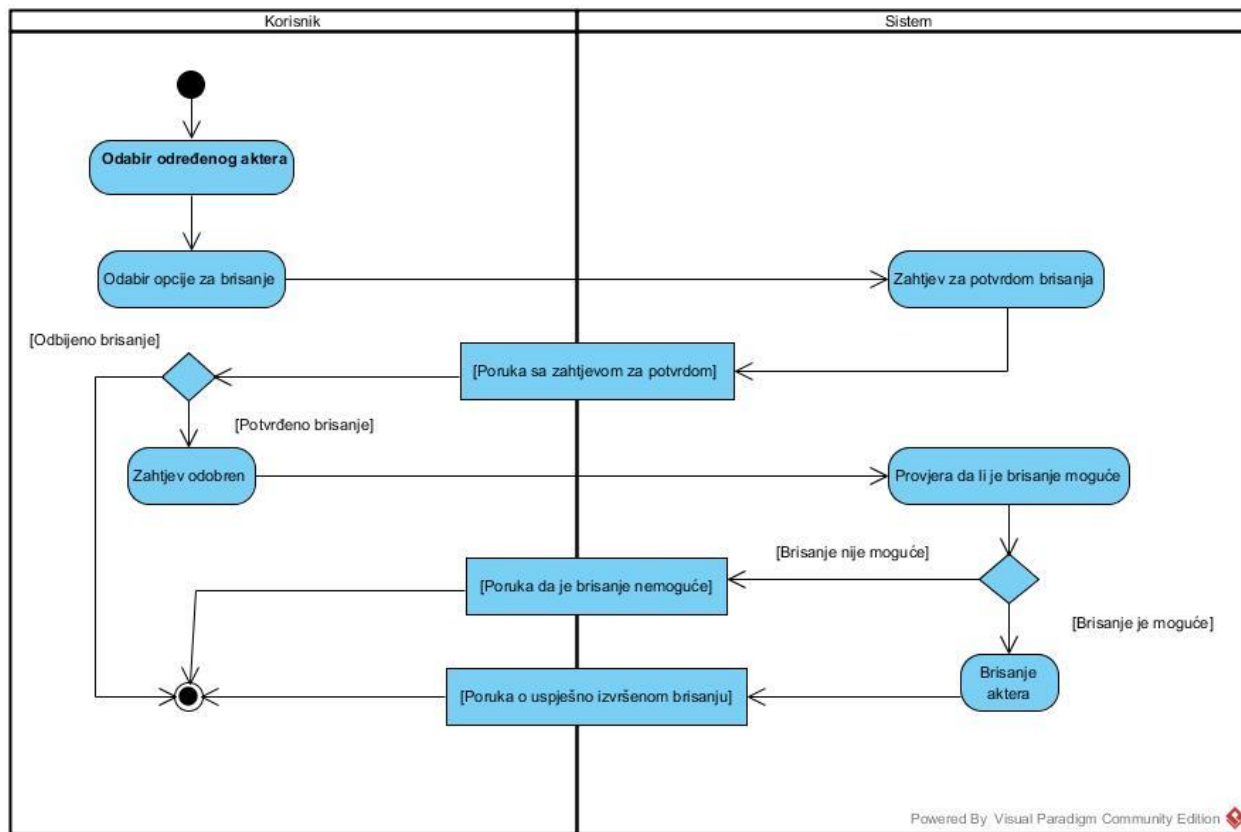 Korisnik
Sistem
Odabir određenog aktera
Odabir opcije za brisanje
Zahtjev za potvrdom brisanja
[Odbijeno brisanje]
[Poruka sa zahtjevom za potvrdom]
[Potvrđeno brisanje]
Zahtjev odobren
Provjera da li je brisanje moguće
[Brisanje nije moguće]
[Poruka da je brisanje nemoguće]
[Brisanje je moguće]
Brisanje
aktera
[Poruka o uspješno izvršenom brisanju]
Powered By Visual Paradigm Community Edition